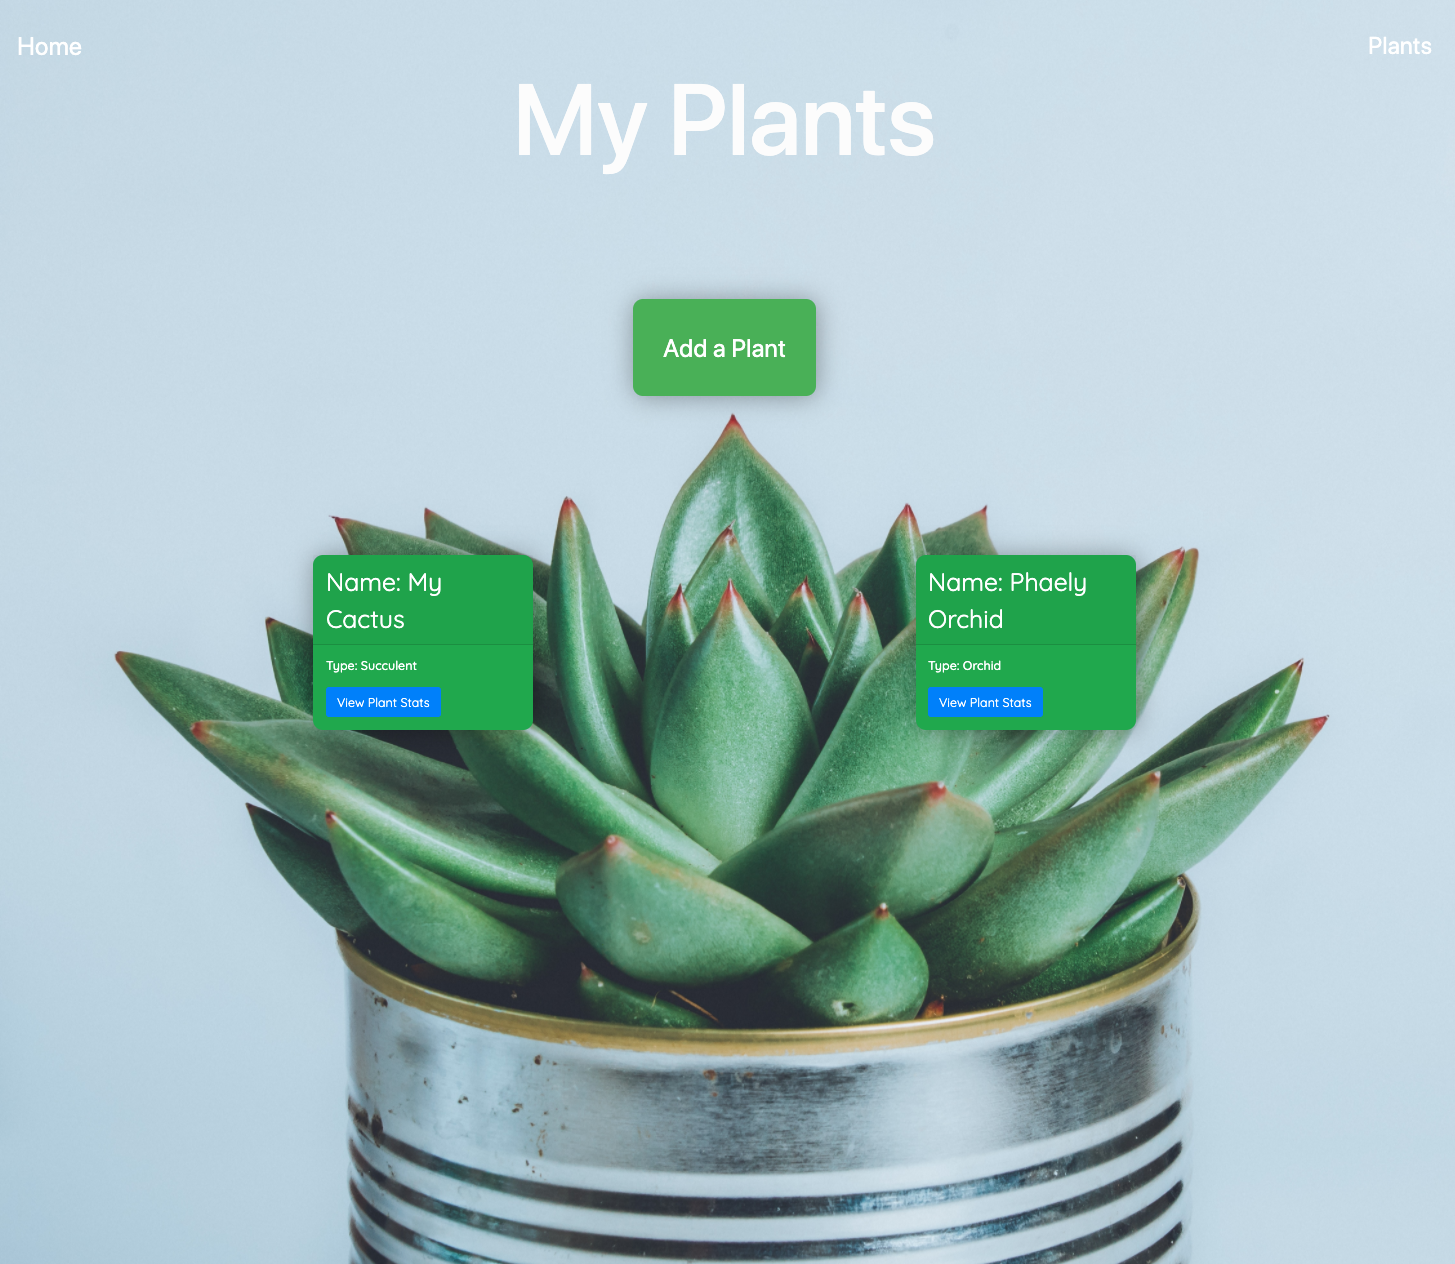 Home
Plants
My Plants
Add a Plant
Name: My
Cactus
Type: Succulent
View Plant Stats
Name: Phaely
Orchid
Type: Orchid
View Plant Stats